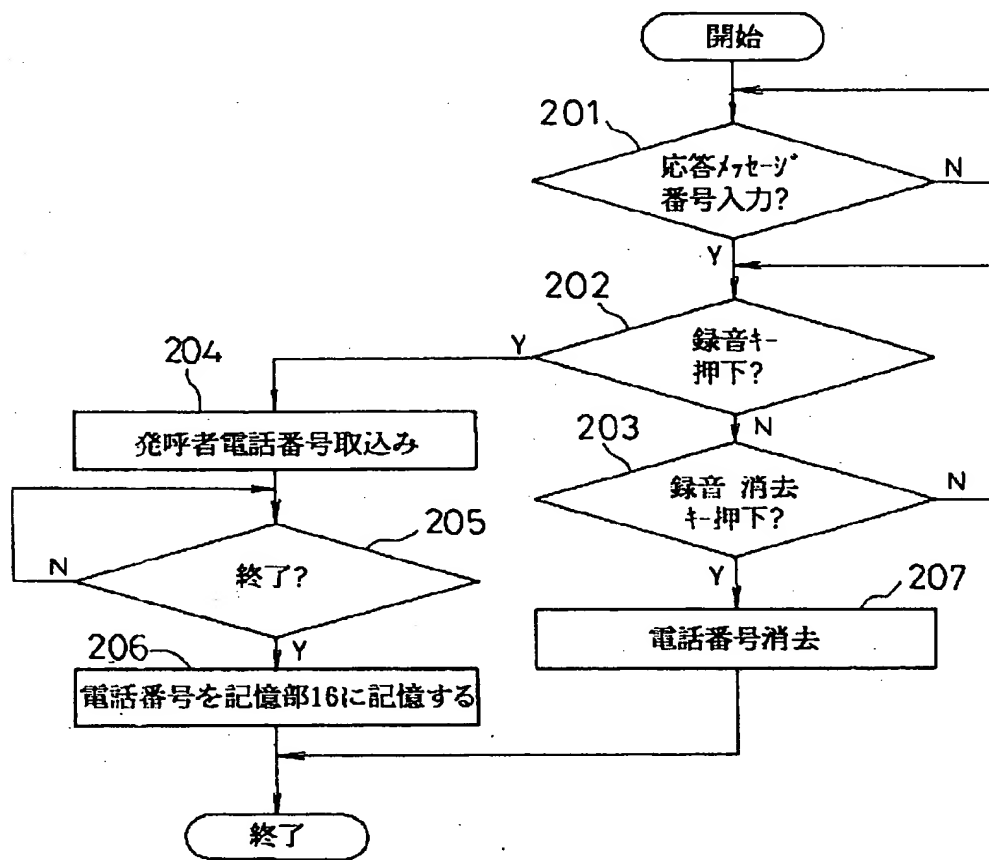 開始
201
応答ﾒｯｾｰｼﾞ
番号入力?
N
Y
202
録音ｷｰ
押下?
Y
N
204
発呼者電話番号取込み
203
録音 消去
ｷｰ押下?
N
Y
205
終了?
N
Y
206
電話番号を記憶部16に記憶する
207
電話番号消去
終了